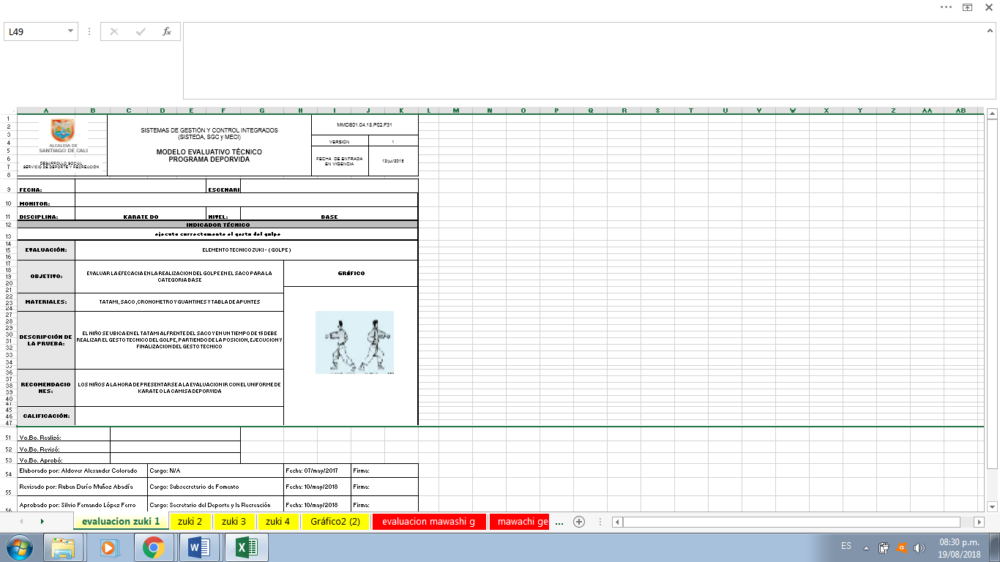 L49
fx
A B C D E F G H I J K L M N O P Q R S T U V W X Y Z AA AB
ALCALDÍA DE
SANTIAGO DE CALI
DESARROLLO SOCIAL
SERVICIO DE DEPORTE Y RECREACIÓN
SISTEMAS DE GESTIÓN Y CONTROL INTEGRADOS
(SISTEDA, SGC y MECI)
MODELO EVALUATIVO TÉCNICO
PROGRAMA DEPORVIDA
MMDS01.04.18.P02.F31
VERSIÓN 1
FECHA DE ENTRADA
EN VIGENCIA
12/jul/2018
FECHA: ESCENARI
MONITOR:
DISCIPLINA: KARATE DO NIVEL: BASE
INDICADOR TÉCNICO
ejecuta currectamente el gesto del golpe
EVALUACIÓN: ELEMENTO TECNICO ZUKI - ( GOLPE )
OBJETIVO: EVALUAR LA EFECACIA EN LA REALIZACION DEL GOLPE EN EL SACO PARA LA
CATEGORIA BASE
GRÁFICO
MATERIALES: TATAMI, SACO ,CRONOMETRO Y GUANTINES Y TABLA DE APUNTES
DESCRIPCIÓN DE
LA PRUEBA:
EL NIÑO SE UBICA EN EL TATAMI AL FRENTE DEL SACO Y EN UN TIEMPO DE 15 DEBE
REALIZAR EL GESTO TECNICO DEL GOLPE, PARTIENDO DE LA POSICION, EJECUCION Y
FINALIZACION DEL GESTO TECNICO
RECOMENDACIO
NES:
LOS NIÑOS A LA HORA DE PRESENTARSE A LA EVALUACION IR CON EL UNIFORME DE
KARATE O LA CAMISA DEPORVIDA
CALIFICACIÓN:
Vo.Bo. Realizó:
Vo.Bo. Revisó:
Vo.Bo. Aprobó:
Elaborado por: Aldover Alexander Colorado Cargo: N/A Fecha: 07/may/2017 Firma:
Revisado por: Ruben Darío Muñoz Abadía Cargo: Subsecretario de Fomento Fecha: 10/may/2018 Firma:
Aprobado por: Silvio Fernando López Ferro Cargo: Secretario del Deporte y la Recreación Fecha: 10/may/2018 Firma:
evaluacion zuki 1 zuki 2 zuki 3 zuki 4 Gráfico2 (2) evaluacion mawashi g mawachi ge ...
ES 08:30 p.m.
19/08/2018